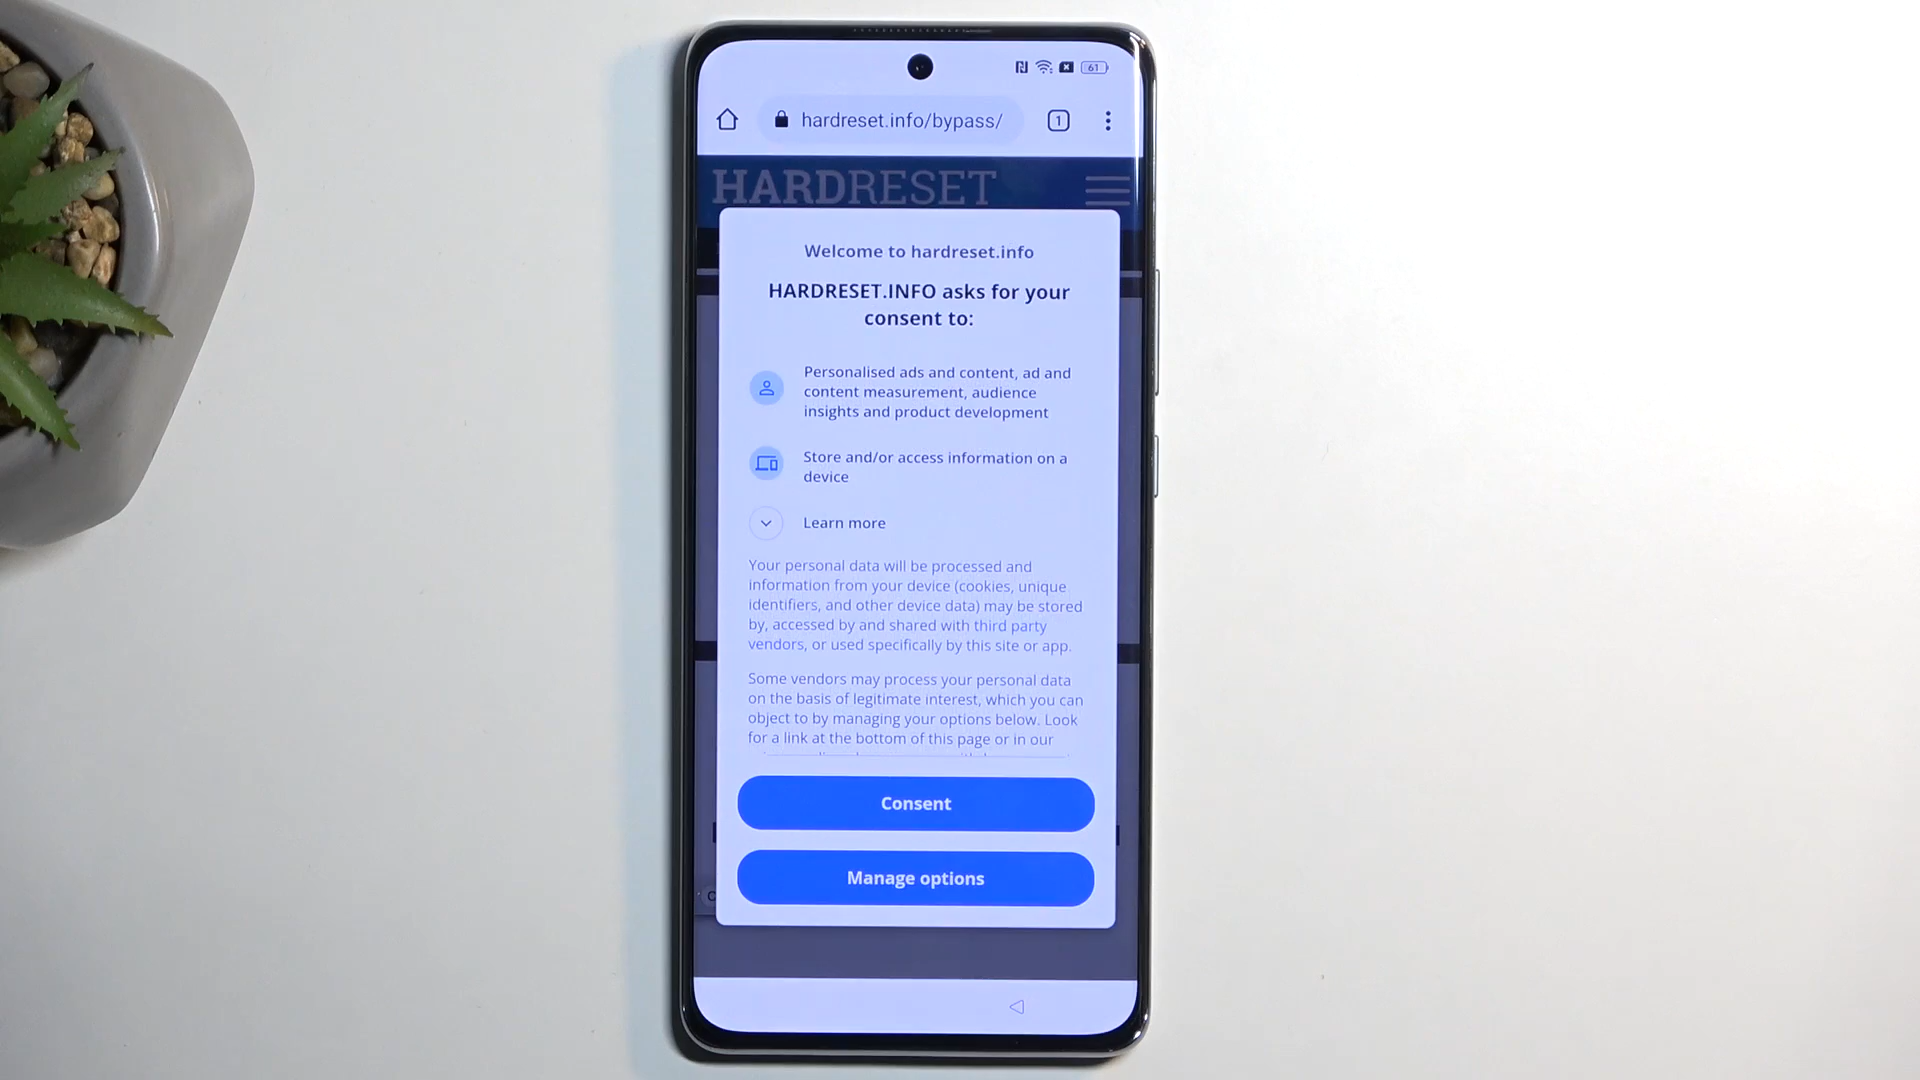 61
hardreset.info/bypass/
1
HARDRESET
Welcome to hardreset.info
HARDRESET.INFO asks for your
consent to:
Personalised ads and content, ad and
content measurement, audience
insights and product development
Store and/or access information on a
device
Learn more
Your personal data will be processed and
information from your device (cookies, unique
identifiers, and other device data) may be stored
by, accessed by and shared with third party
vendors, or used specifically by this site or app.
Some vendors may process your personal data
on the basis of legitimate interest, which you can
object to by managing your options below. Look
for a link at the bottom of this page or in our
Consent
Manage options